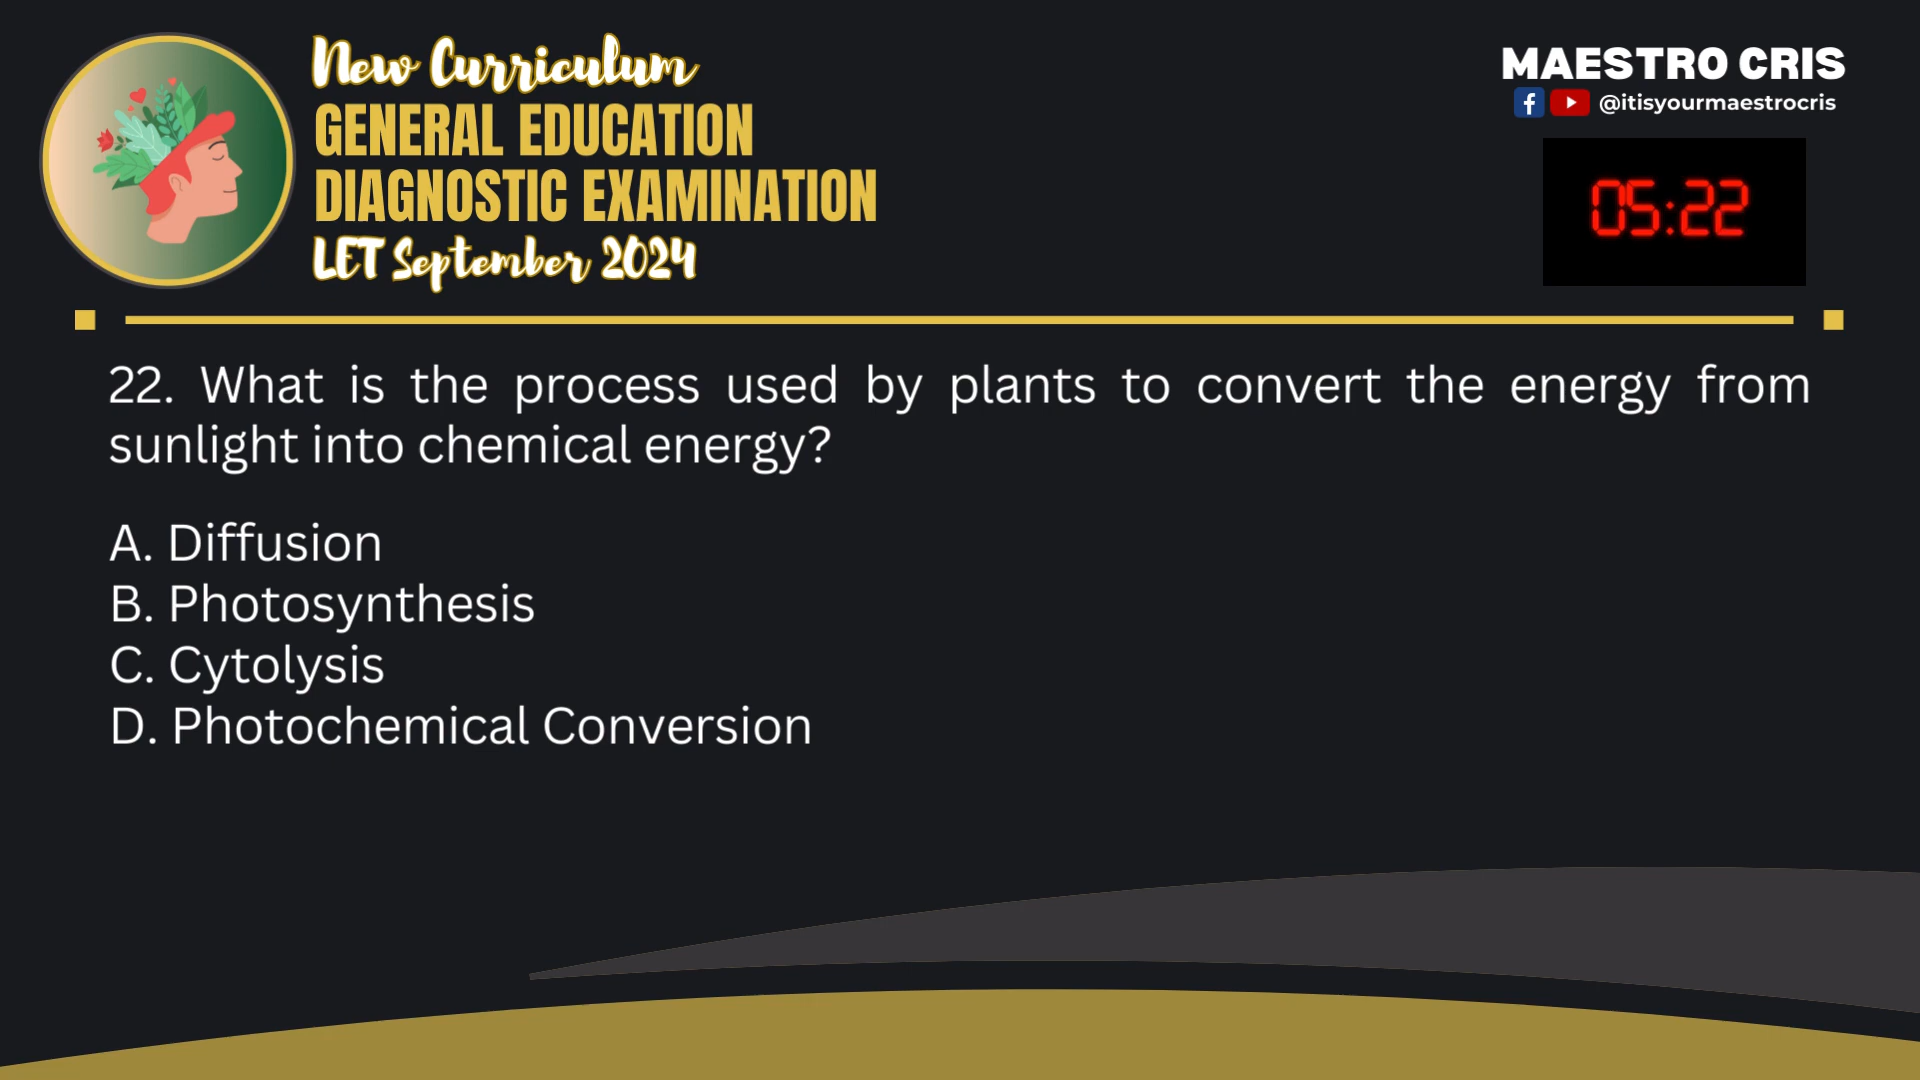 New Curriculum
GENERAL EDUCATION
DIAGNOSTIC EXAMINATION
LET September 2024
MAESTRO CRIS
@itisyourmaestrocris
05:22
22. What is the process used by plants to convert the energy from
sunlight into chemical energy?
A. Diffusion
B. Photosynthesis
C. Cytolysis
D. Photochemical Conversion